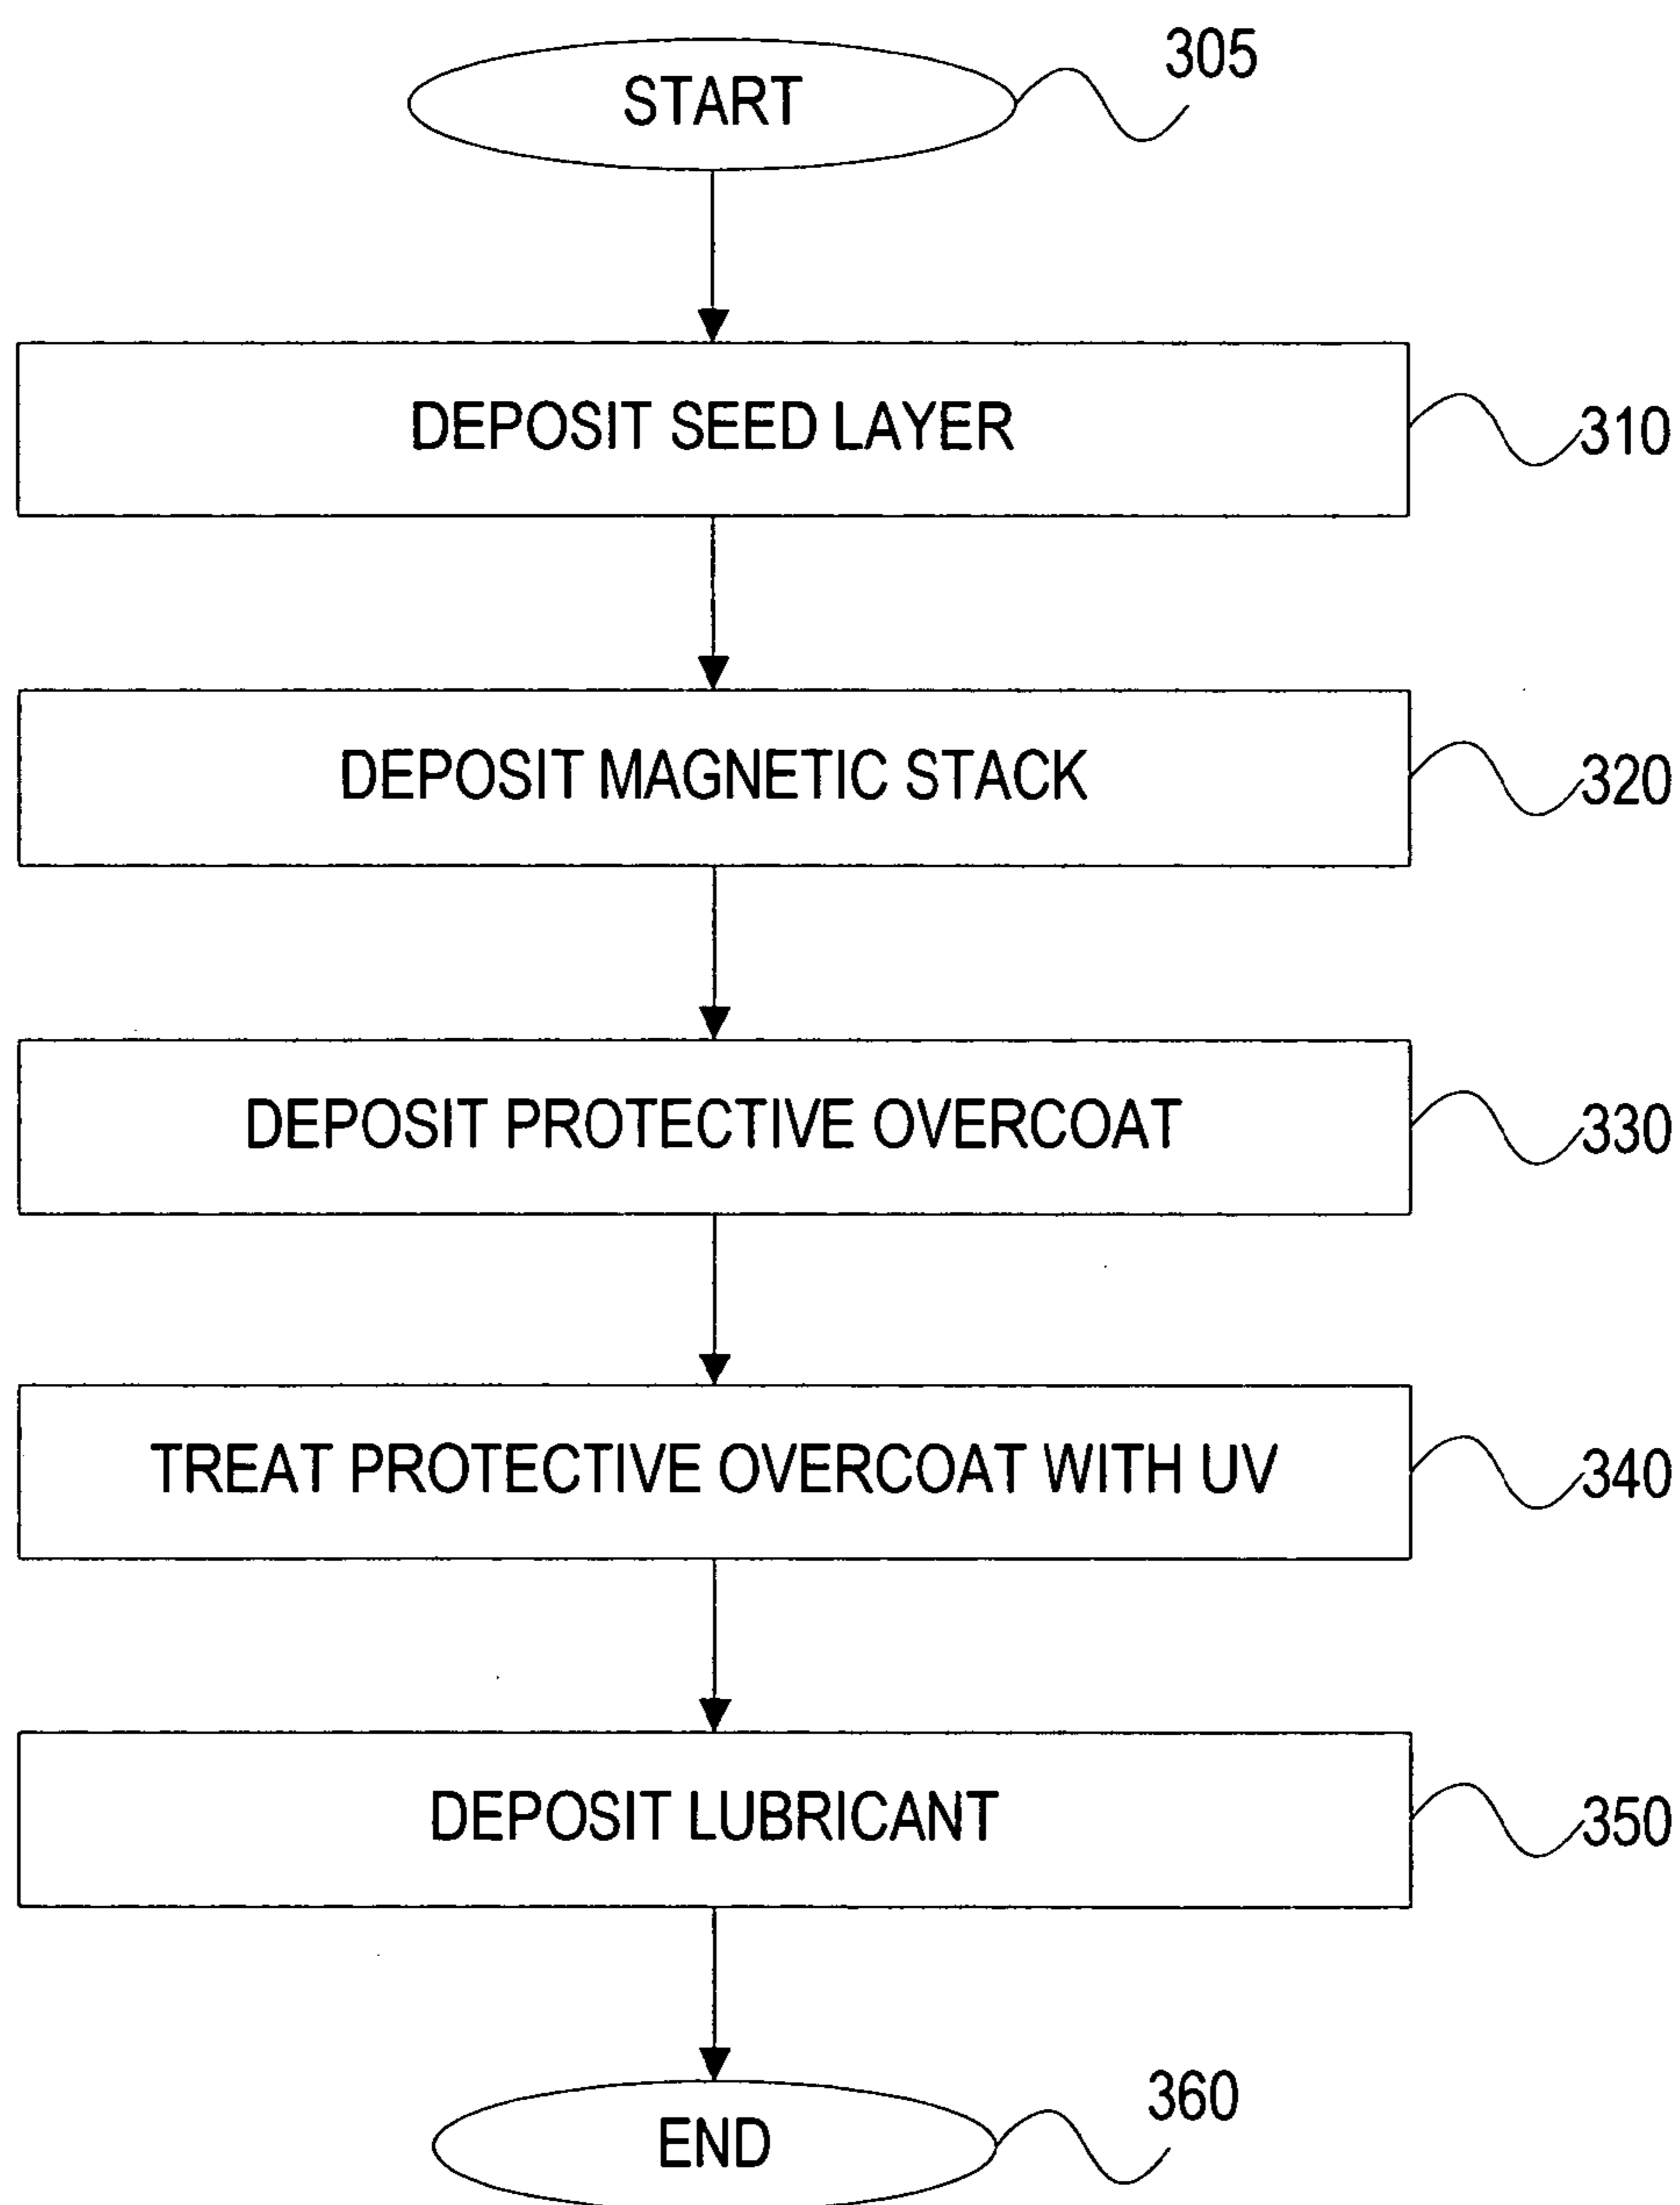 START
305
DEPOSIT SEED LAYER
310
DEPOSIT MAGNETIC STACK
320
DEPOSIT PROTECTIVE OVERCOAT
330
TREAT PROTECTIVE OVERCOAT WITH UV
340
DEPOSIT LUBRICANT
350
END
360